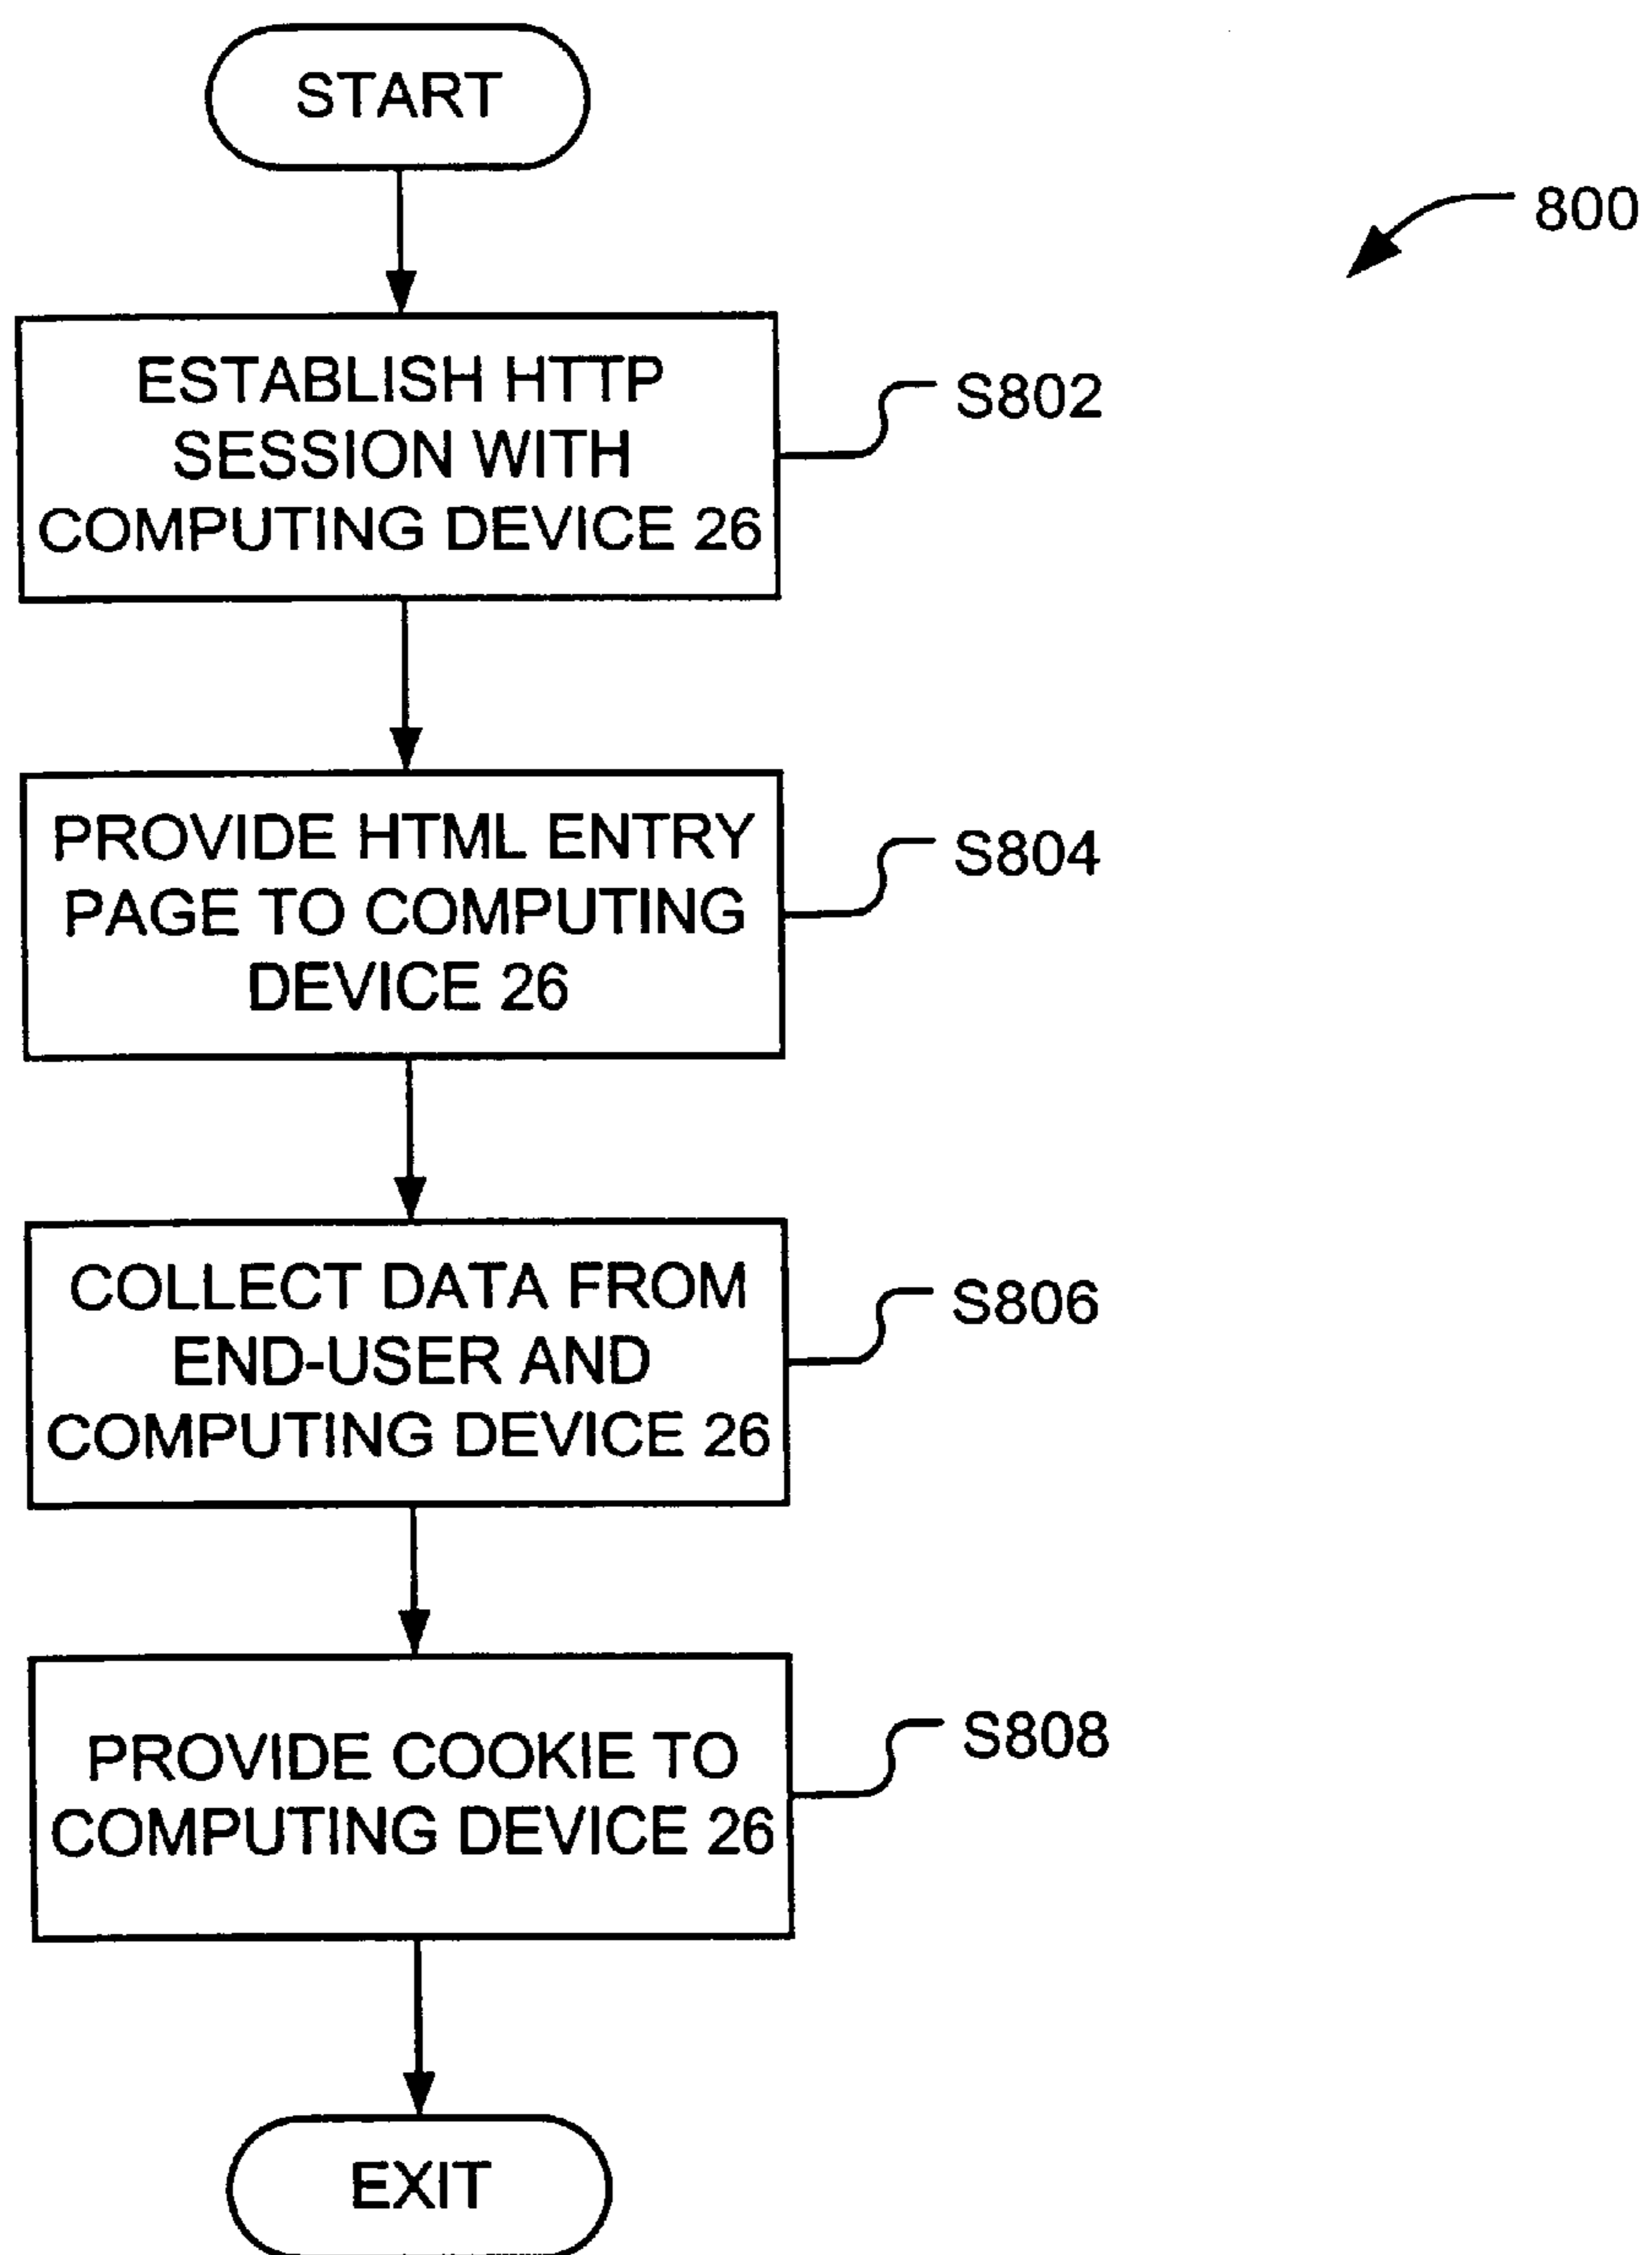 START
800
ESTABLISH HTTP
SESSION WITH
COMPUTING DEVICE 26
S802
PROVIDE HTML ENTRY
PAGE TO COMPUTING
DEVICE 26
S804
COLLECT DATA FROM
END-USER AND
COMPUTING DEVICE 26
S806
PROVIDE COOKIE TO
COMPUTING DEVICE 26
S808
EXIT